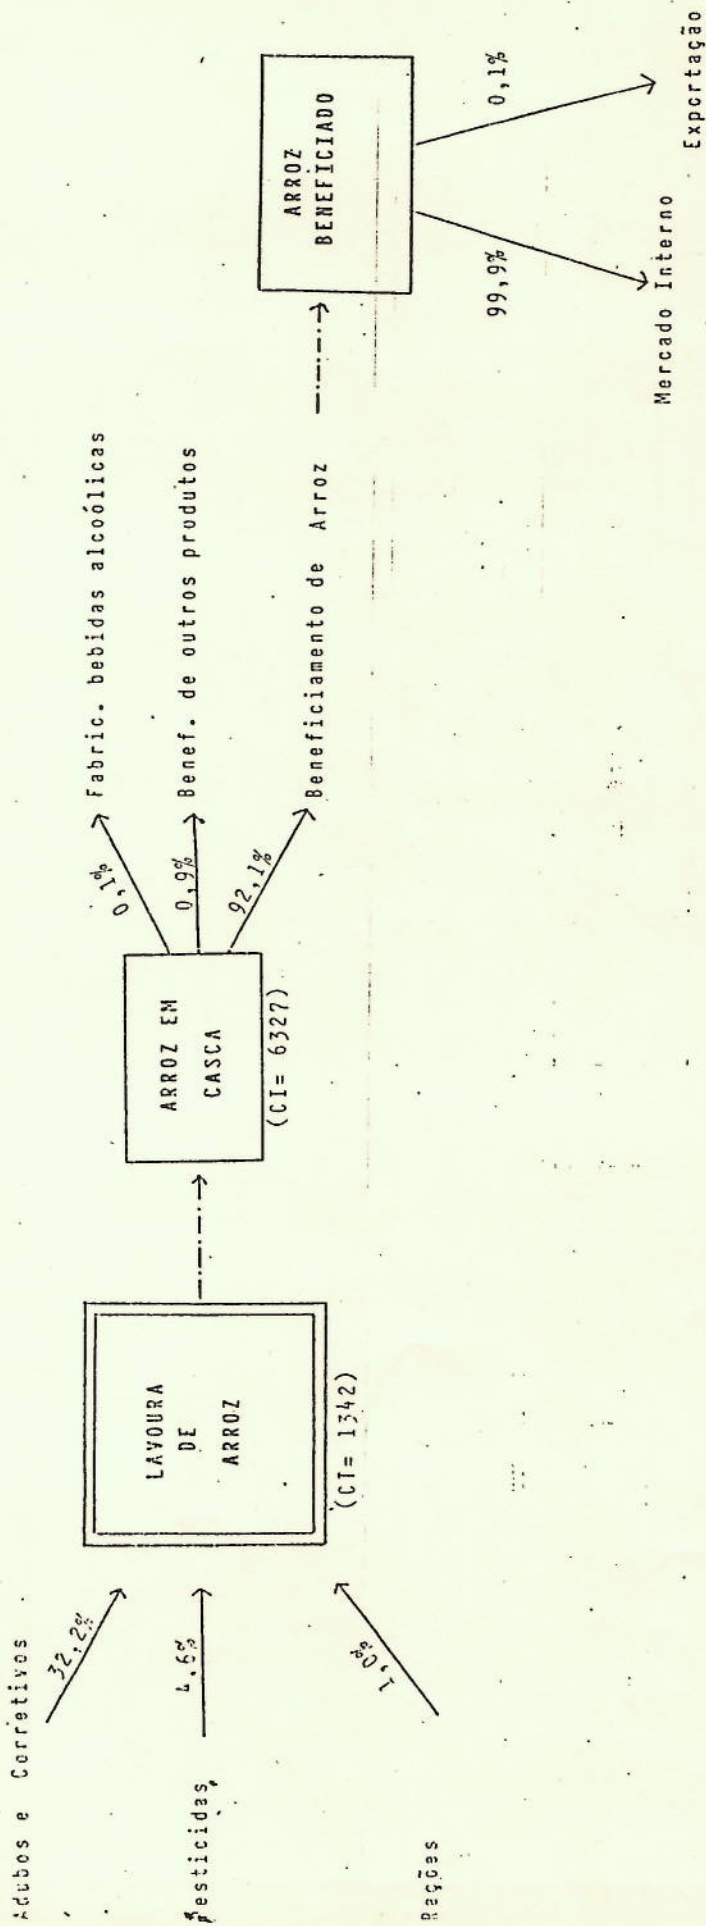 Adubos e Corretivos
32,2%
Pesticidas
4,6%
Rações
1,0%
LAVOURA
DE
ARROZ
(CI= 1342)
ARROZ EM
CASCA
(CI= 6327)
0,1%
Fabric. bebidas alcoólicas
0,9%
Benef. de outros produtos
92,1%
Beneficiamento de Arroz
ARROZ
BENEFICIADO
99,9%
Mercado Interno
0,1%
Exportação